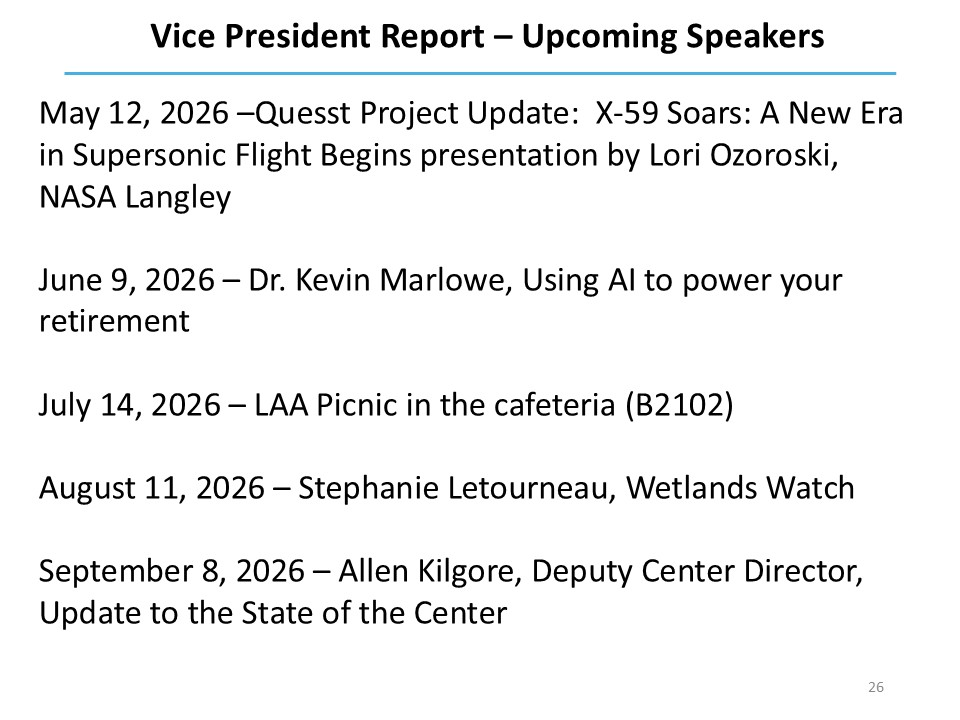 Vice President Report – Upcoming Speakers
May 12, 2026 –Quesst Project Update:  X-59 Soars: A New Era
in Supersonic Flight Begins presentation by Lori Ozoroski,
NASA Langley
June 9, 2026 – Dr. Kevin Marlowe, Using AI to power your
retirement
July 14, 2026 – LAA Picnic in the cafeteria (B2102)
August 11, 2026 – Stephanie Letourneau, Wetlands Watch
September 8, 2026 – Allen Kilgore, Deputy Center Director,
Update to the State of the Center
26